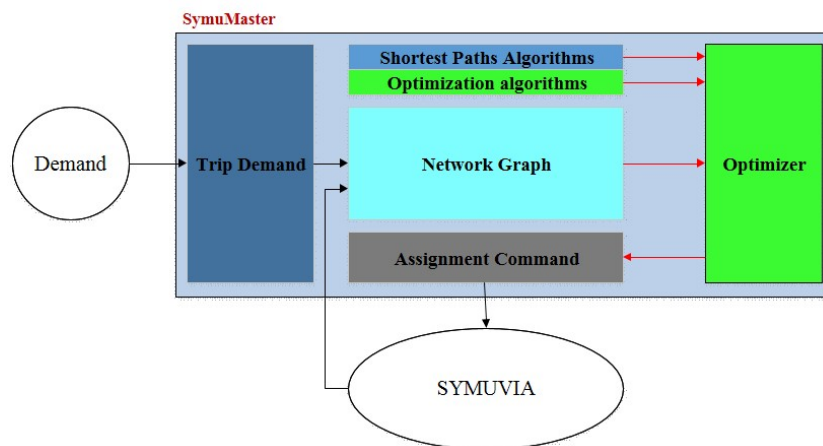 SymuMaster
Shortest Paths Algorithms
Optimization algorithms
Demand
Trip Demand
Network Graph
Optimizer
Assignment Command
SYMUVIA